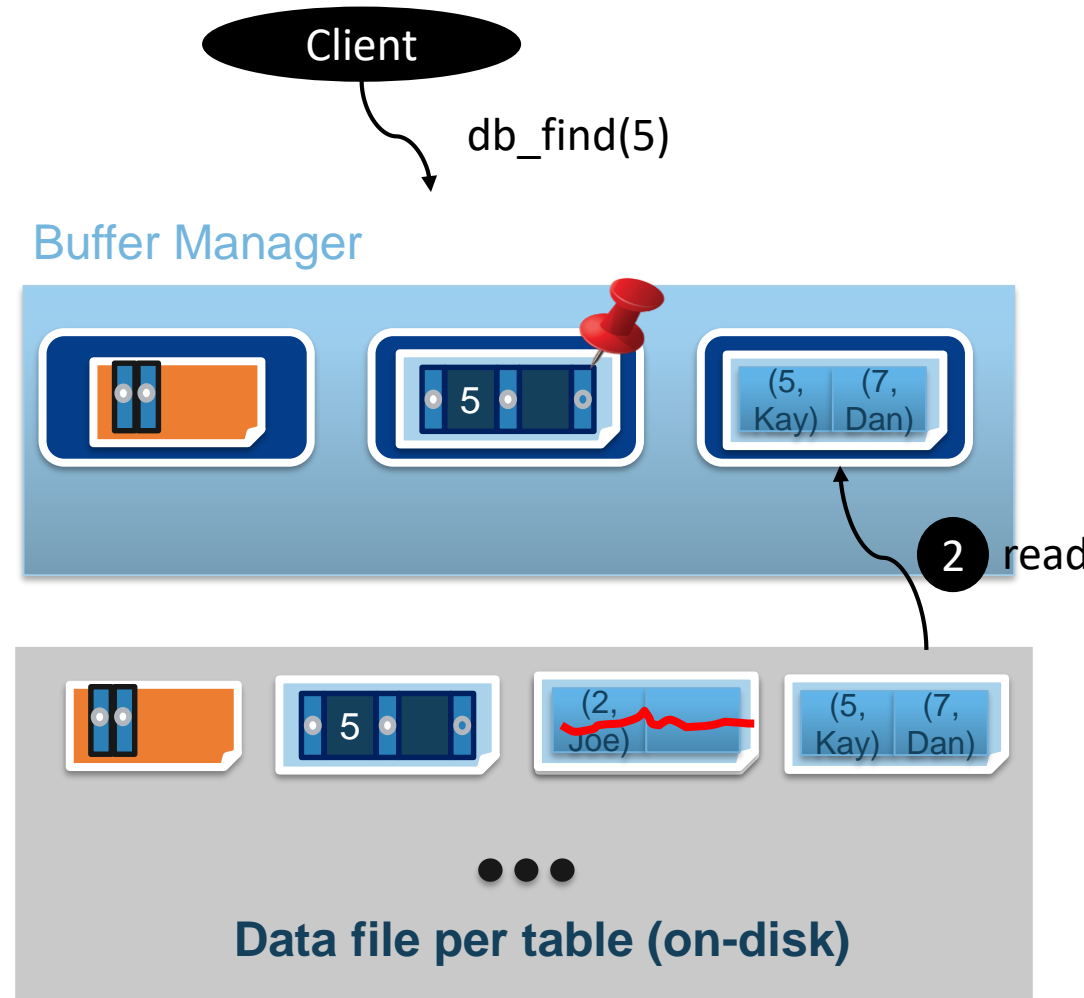 Client
db_find(5)
Buffer Manager
5
(5,
Kay)
(7,
Dan)
2
read
5
(2,
Joe)
(5,
Kay)
(7,
Dan)
Data file per table (on-disk)